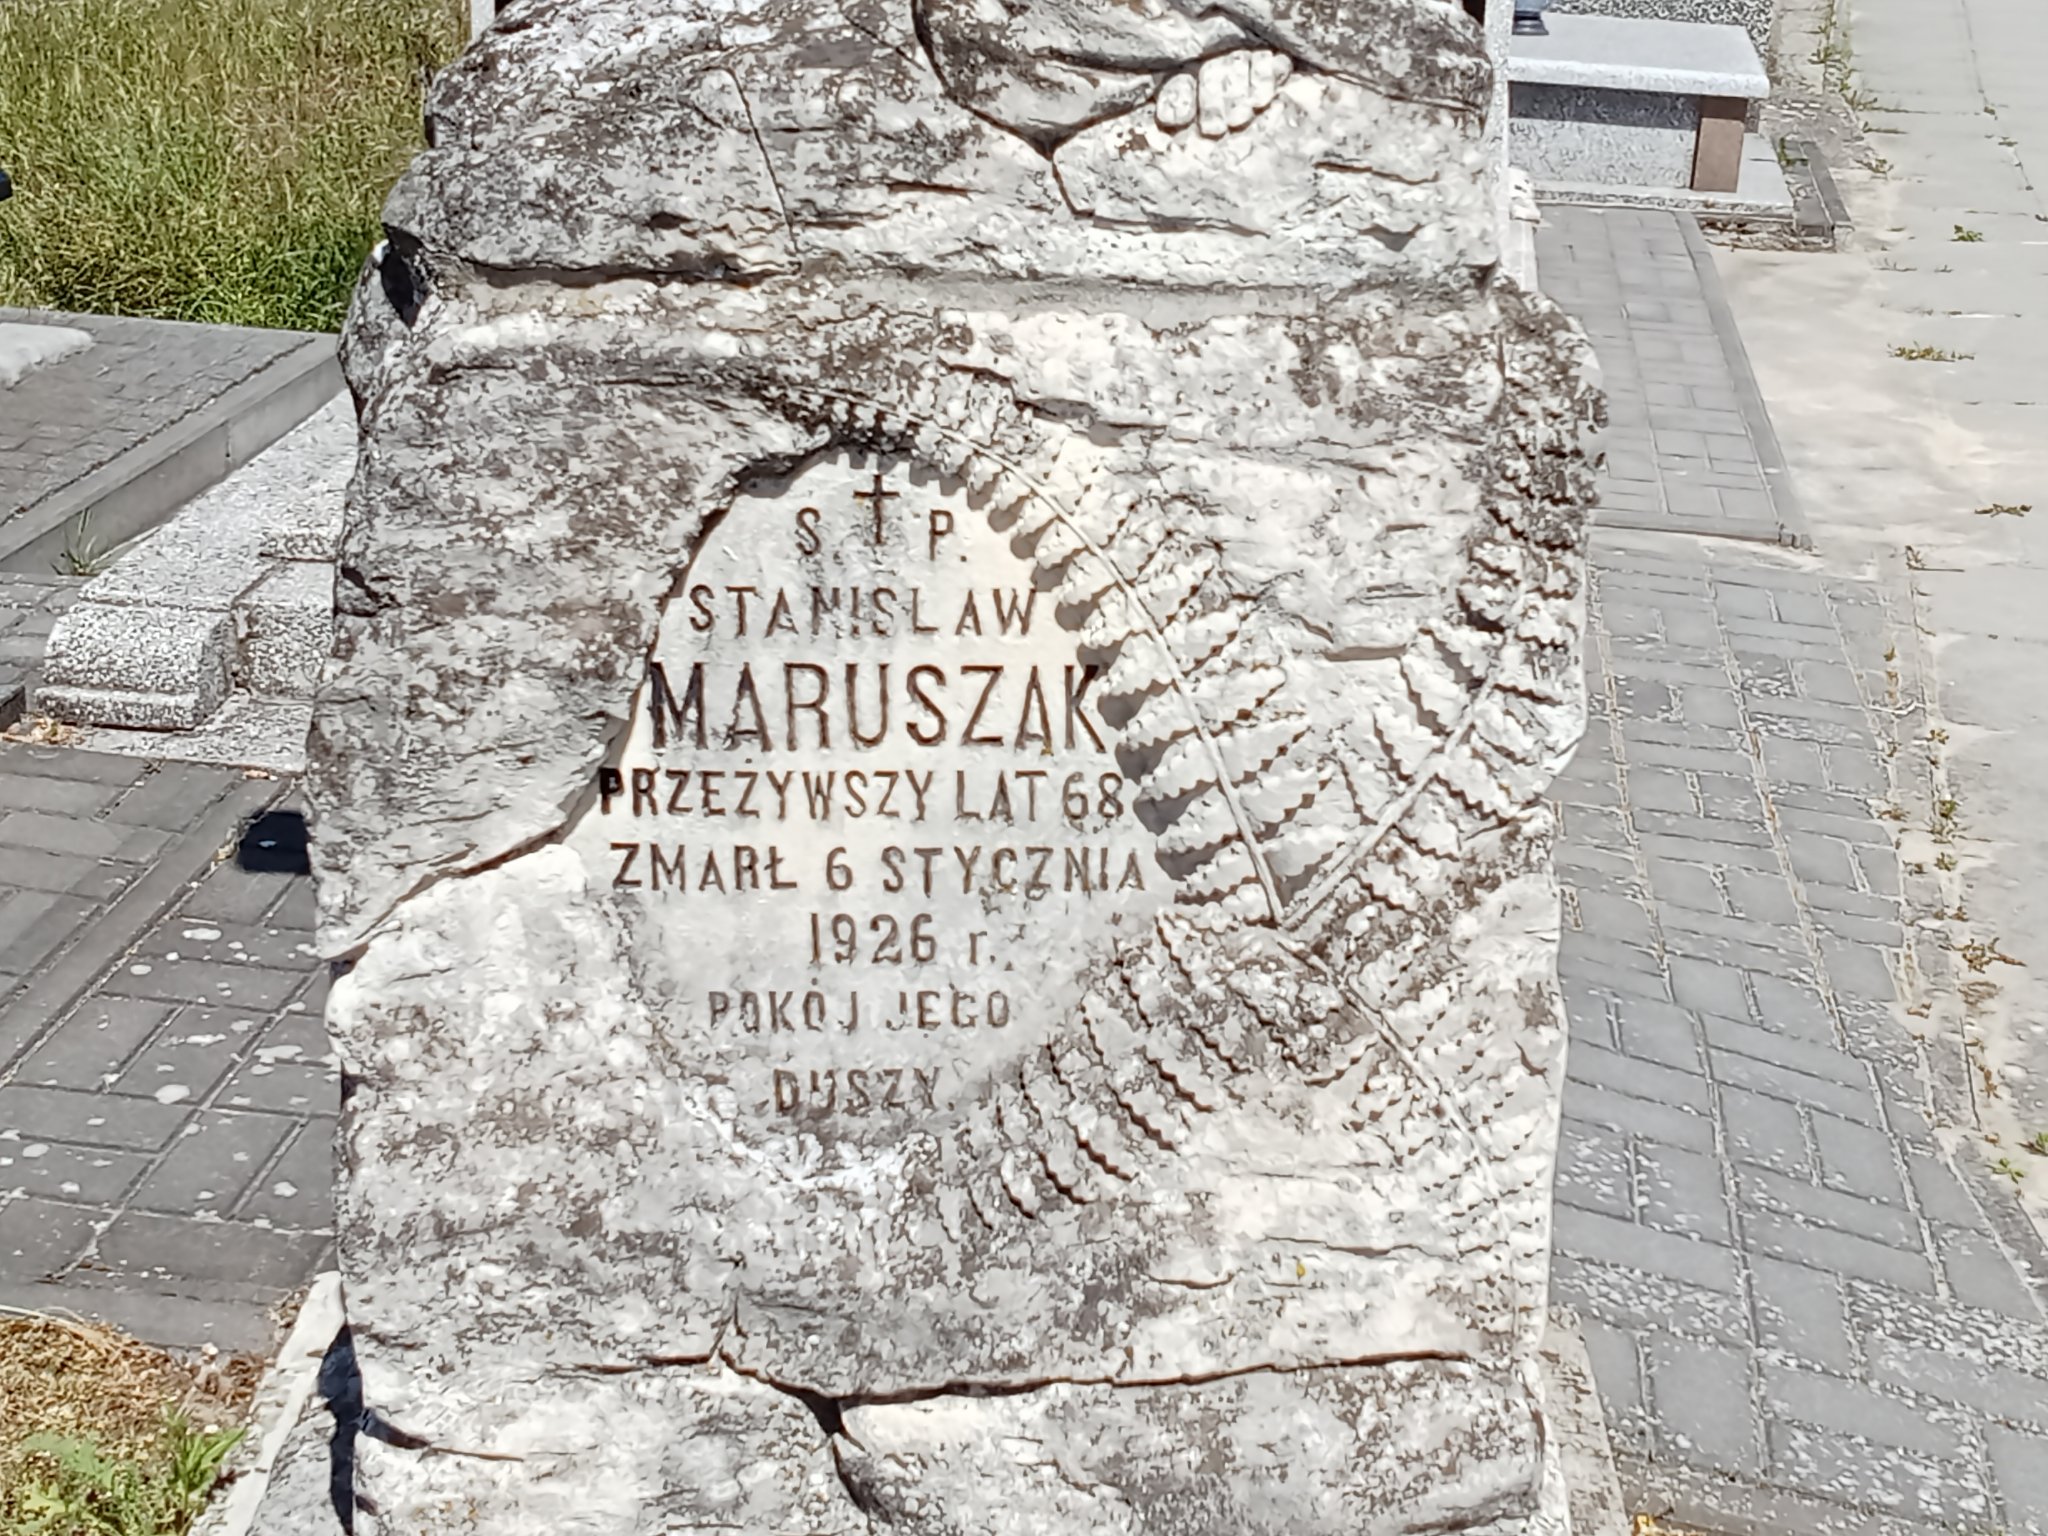 S. † P.
STANISLAW
MARUSZAK
PRZEŻYWSZY LAT 68
ZMARŁ 6 STYCZNIA
1926 r.
POKÓJ JEGO
DUSZY.